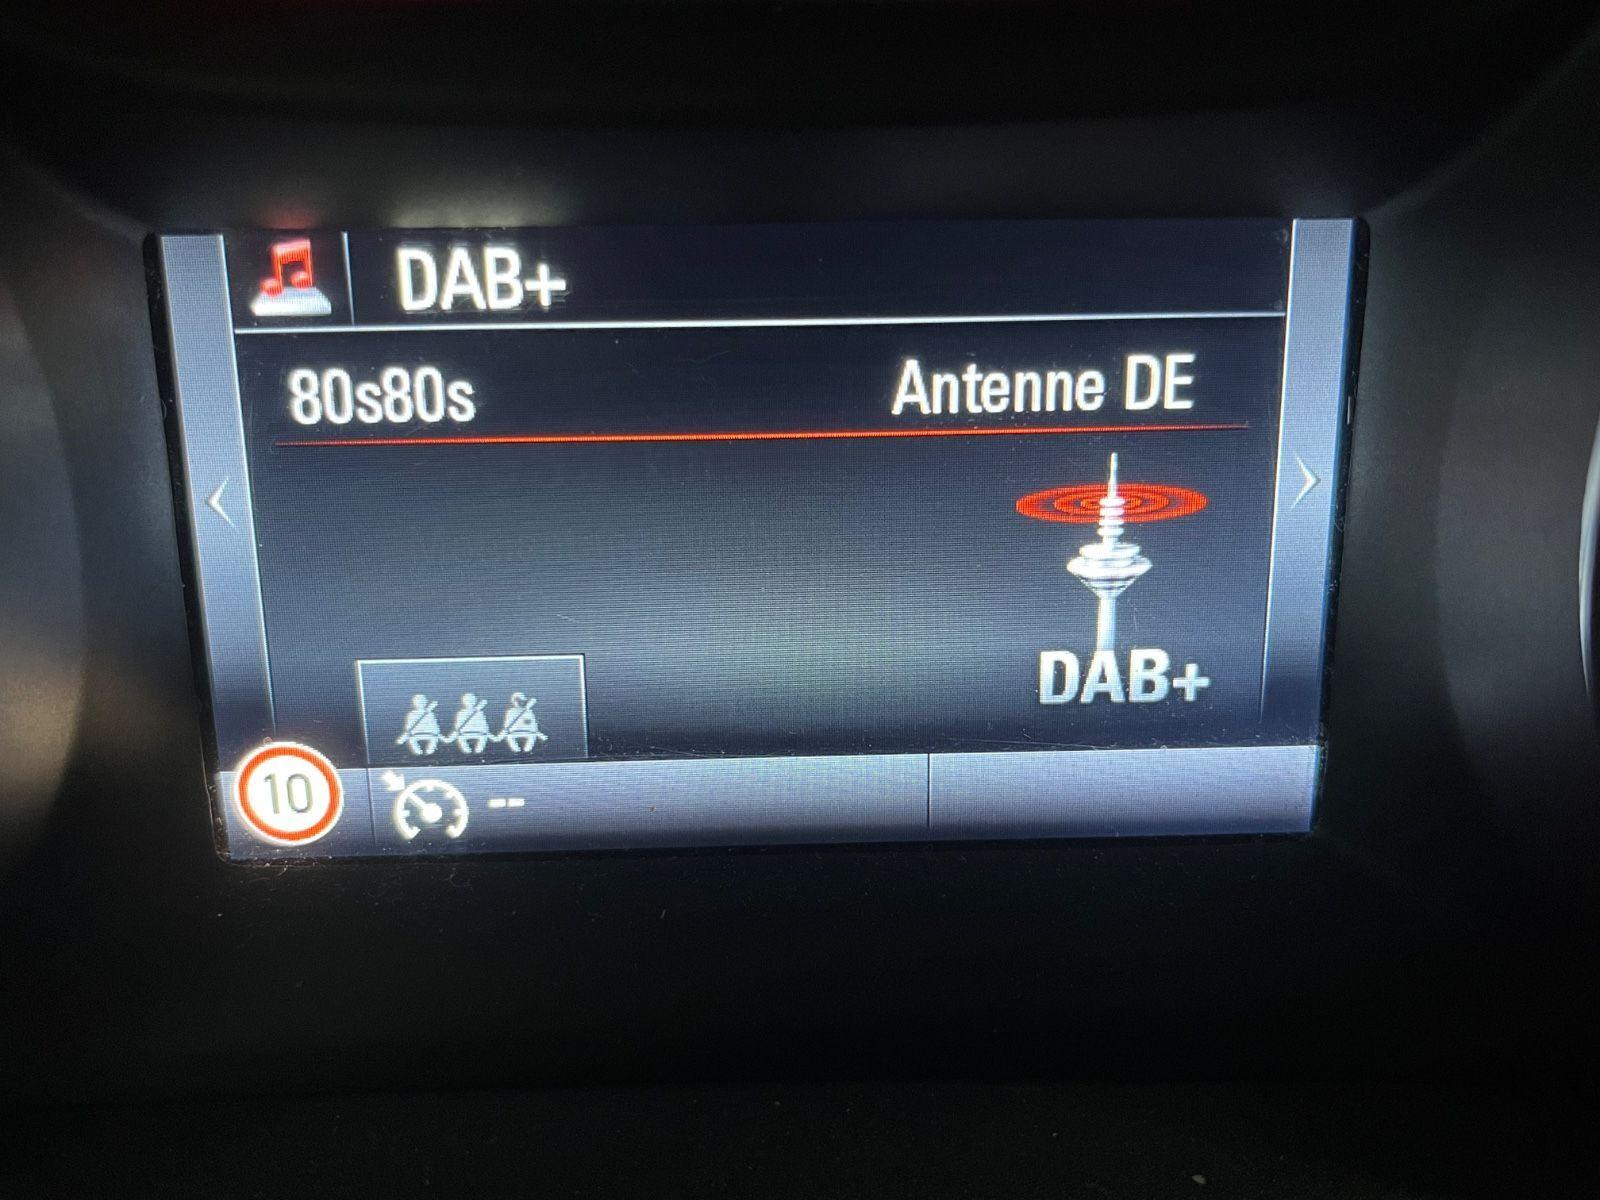 DAB+
80s80s Antenne DE
DAB+
10 --